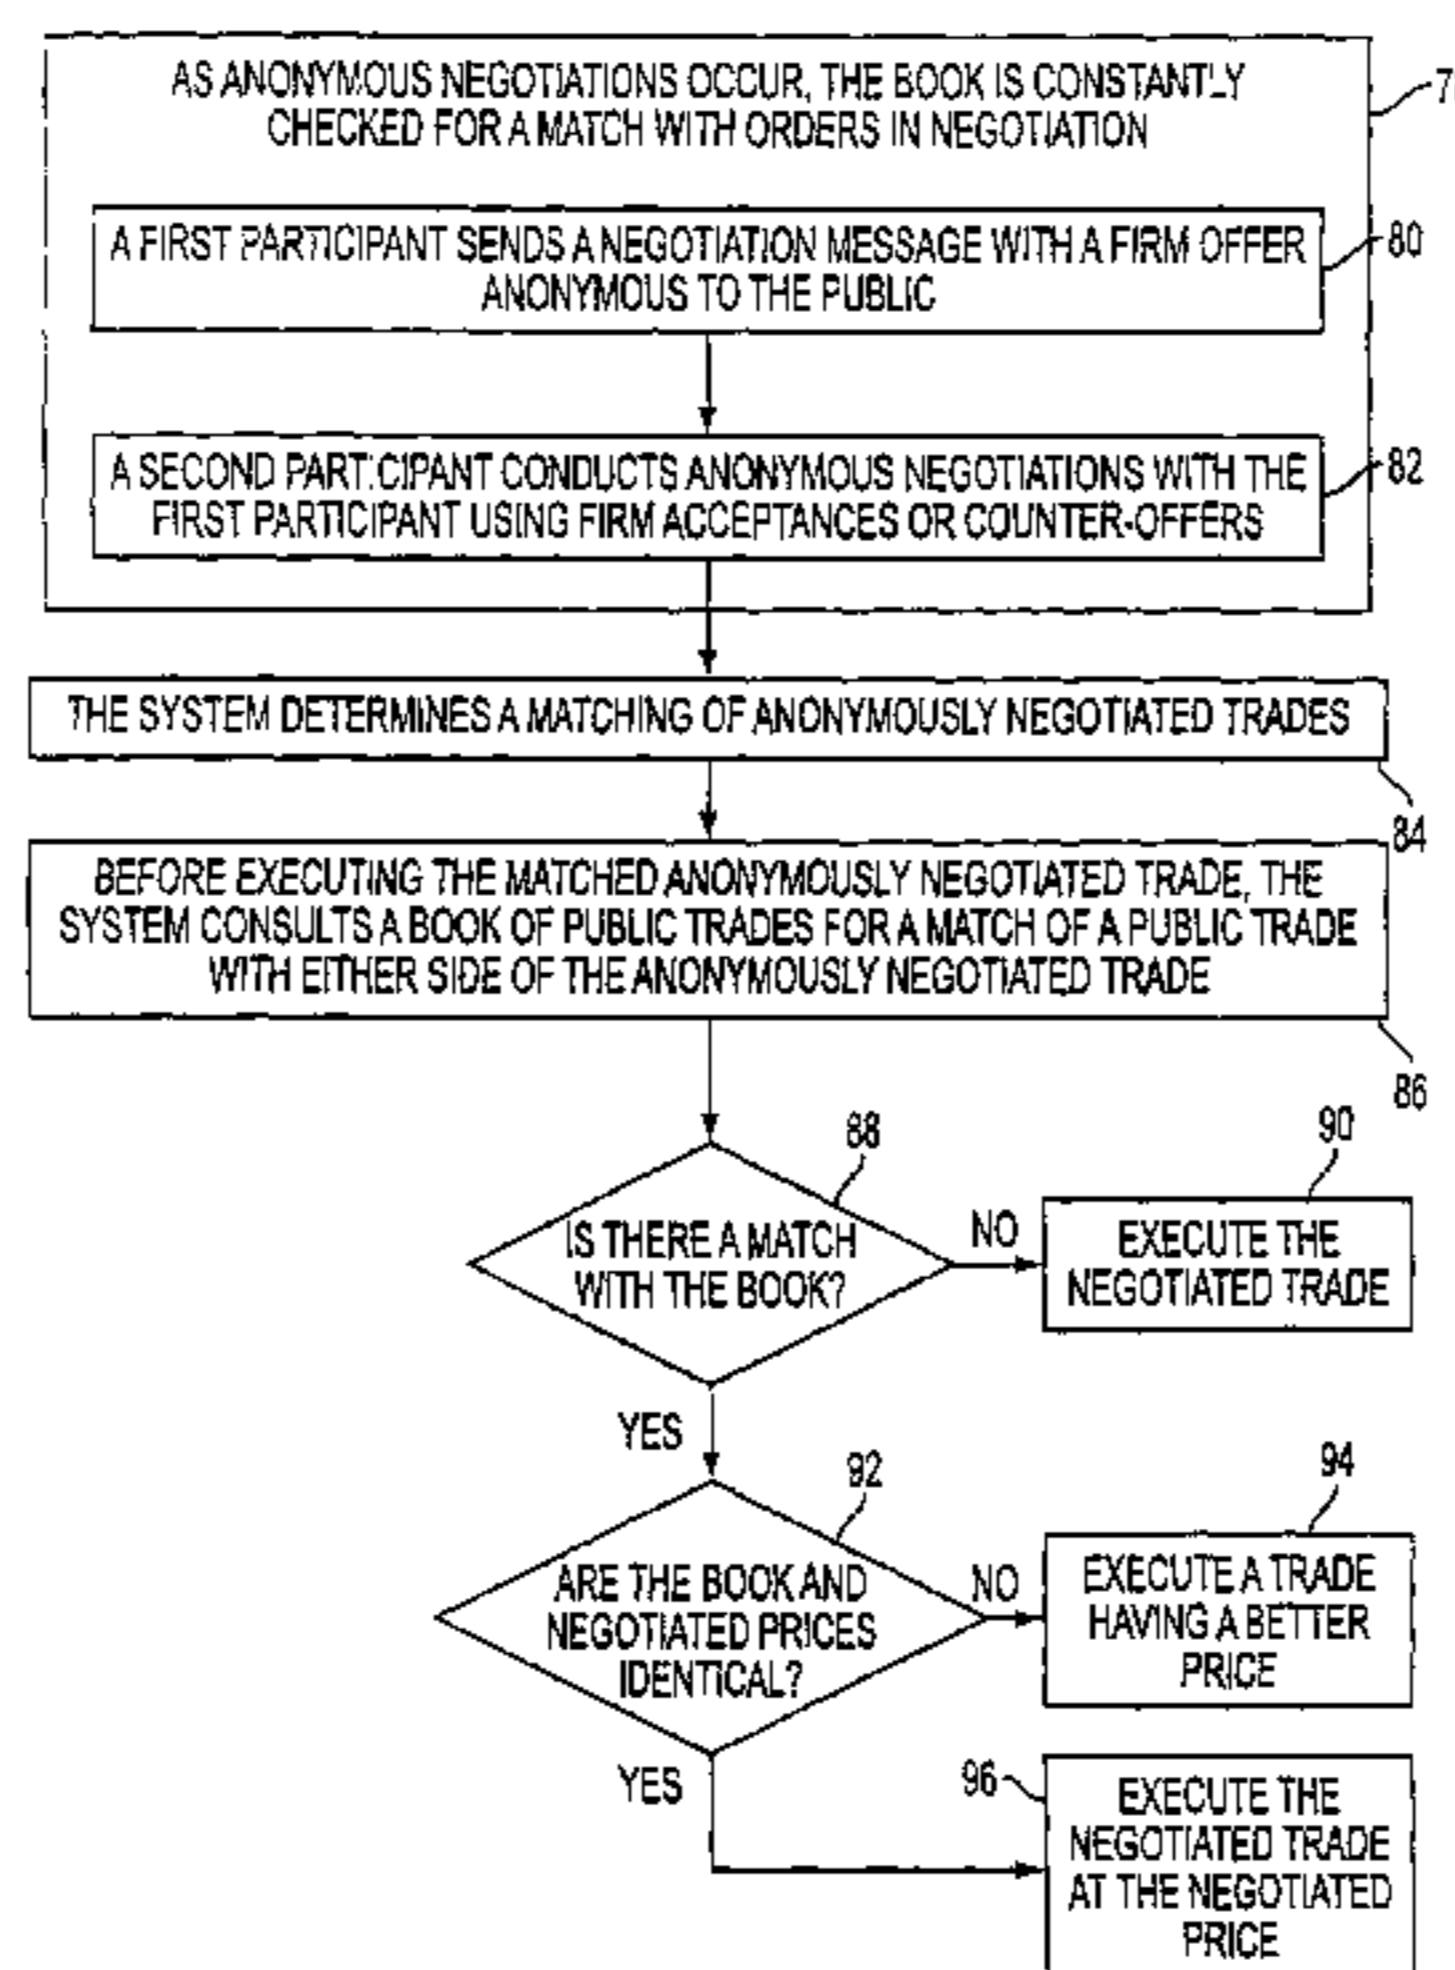 AS ANONYMOUS NEGOTIATIONS OCCUR, THE BOOK IS CONSTANTLY
CHECKED FOR A MATCH WITH ORDERS IN NEGOTIATION
A FIRST PARTICIPANT SENDS A NEGOTIATION MESSAGE WITH A FIRM OFFER
ANONYMOUS TO THE PUBLIC
80
A SECOND PARTICIPANT CONDUCTS ANONYMOUS NEGOTIATIONS WITH THE
FIRST PARTICIPANT USING FIRM ACCEPTANCES OR COUNTER-OFFERS
82
THE SYSTEM DETERMINES A MATCHING OF ANONYMOUSLY NEGOTIATED TRADES
84
BEFORE EXECUTING THE MATCHED ANONYMOUSLY NEGOTIATED TRADE, THE
SYSTEM CONSULTS A BOOK OF PUBLIC TRADES FOR A MATCH OF A PUBLIC TRADE
WITH EITHER SIDE OF THE ANONYMOUSLY NEGOTIATED TRADE
86
88
IS THERE A MATCH
WITH THE BOOK?
NO
90
EXECUTE THE
NEGOTIATED TRADE
YES
92
ARE THE BOOK AND
NEGOTIATED PRICES
IDENTICAL?
NO
94
EXECUTE A TRADE
HAVING A BETTER
PRICE
YES
96
EXECUTE THE
NEGOTIATED TRADE
AT THE NEGOTIATED
PRICE